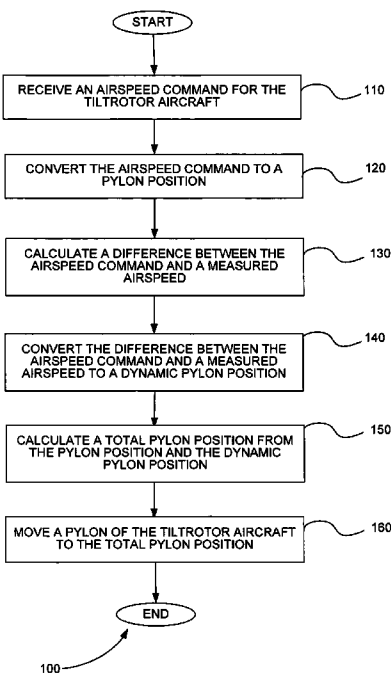 START
RECEIVE AN AIRSPEED COMMAND FOR THE
TILTROTOR AIRCRAFT
110
CONVERT THE AIRSPEED COMMAND TO A
PYLON POSITION
120
CALCULATE A DIFFERENCE BETWEEN THE
AIRSPEED COMMAND AND A MEASURED
AIRSPEED
130
CONVERT THE DIFFERENCE BETWEEN THE
AIRSPEED COMMAND AND A MEASURED
AIRSPEED TO A DYNAMIC PYLON POSITION
140
CALCULATE A TOTAL PYLON POSITION FROM
THE PYLON POSITION AND THE DYNAMIC
PYLON POSITION
150
MOVE A PYLON OF THE TILTROTOR AIRCRAFT
TO THE TOTAL PYLON POSITION
160
END
100